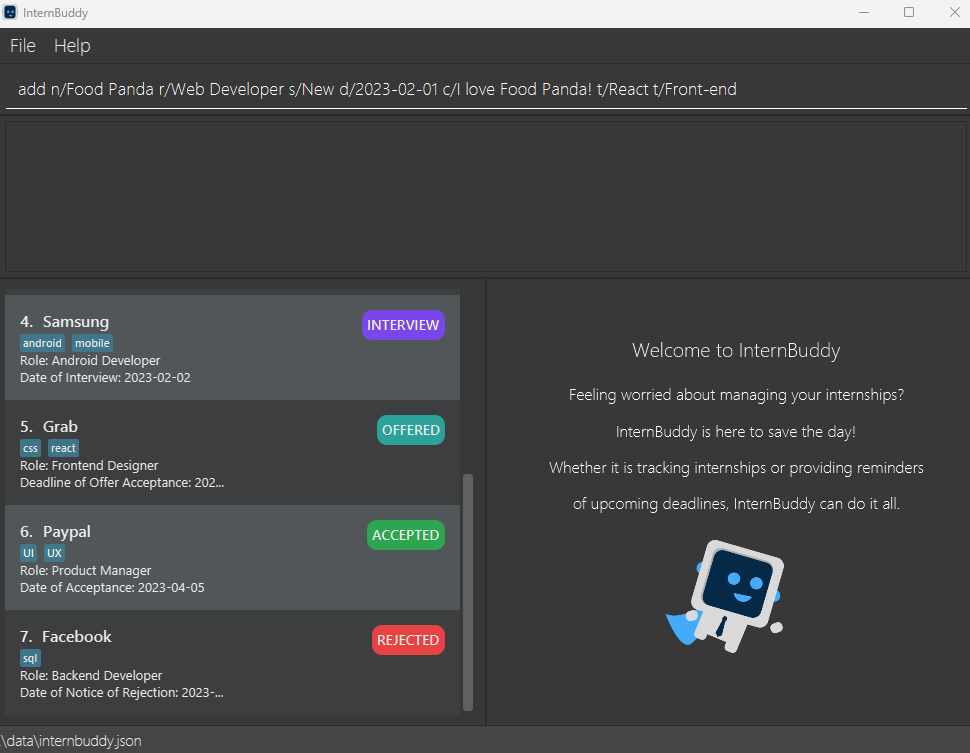 InternBuddy
File Help
add n/Food Panda r/Web Developer s/New d/2023-02-01 c/I love Food Panda! t/React t/Front-end
4. Samsung
INTERVIEW
android mobile
Role: Android Developer
Date of Interview: 2023-02-02
5. Grab
OFFERED
css react
Role: Frontend Designer
Deadline of Offer Acceptance: 202...
6. Paypal
ACCEPTED
UI UX
Role: Product Manager
Date of Acceptance: 2023-04-05
7. Facebook
REJECTED
sql
Role: Backend Developer
Date of Notice of Rejection: 2023-...
Welcome to InternBuddy
Feeling worried about managing your internships?
InternBuddy is here to save the day!
Whether it is tracking internships or providing reminders
of upcoming deadlines, InternBuddy can do it all.
.\data\internbuddy.json